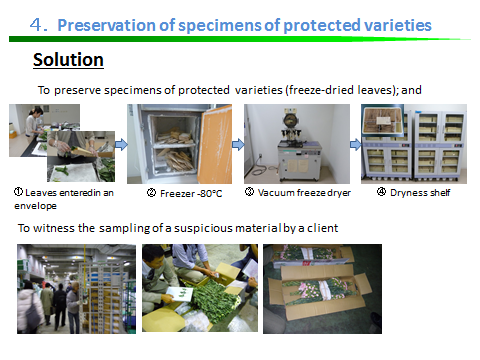 ４．Preservation of specimens of protected varieties
Solution
To preserve specimens of protected varieties (freeze-dried leaves); and
① Leaves enteredin an
envelope
② Freezer -80℃
③ Vacuum freeze dryer
④ Dryness shelf
To witness the sampling of a suspicious material by a client